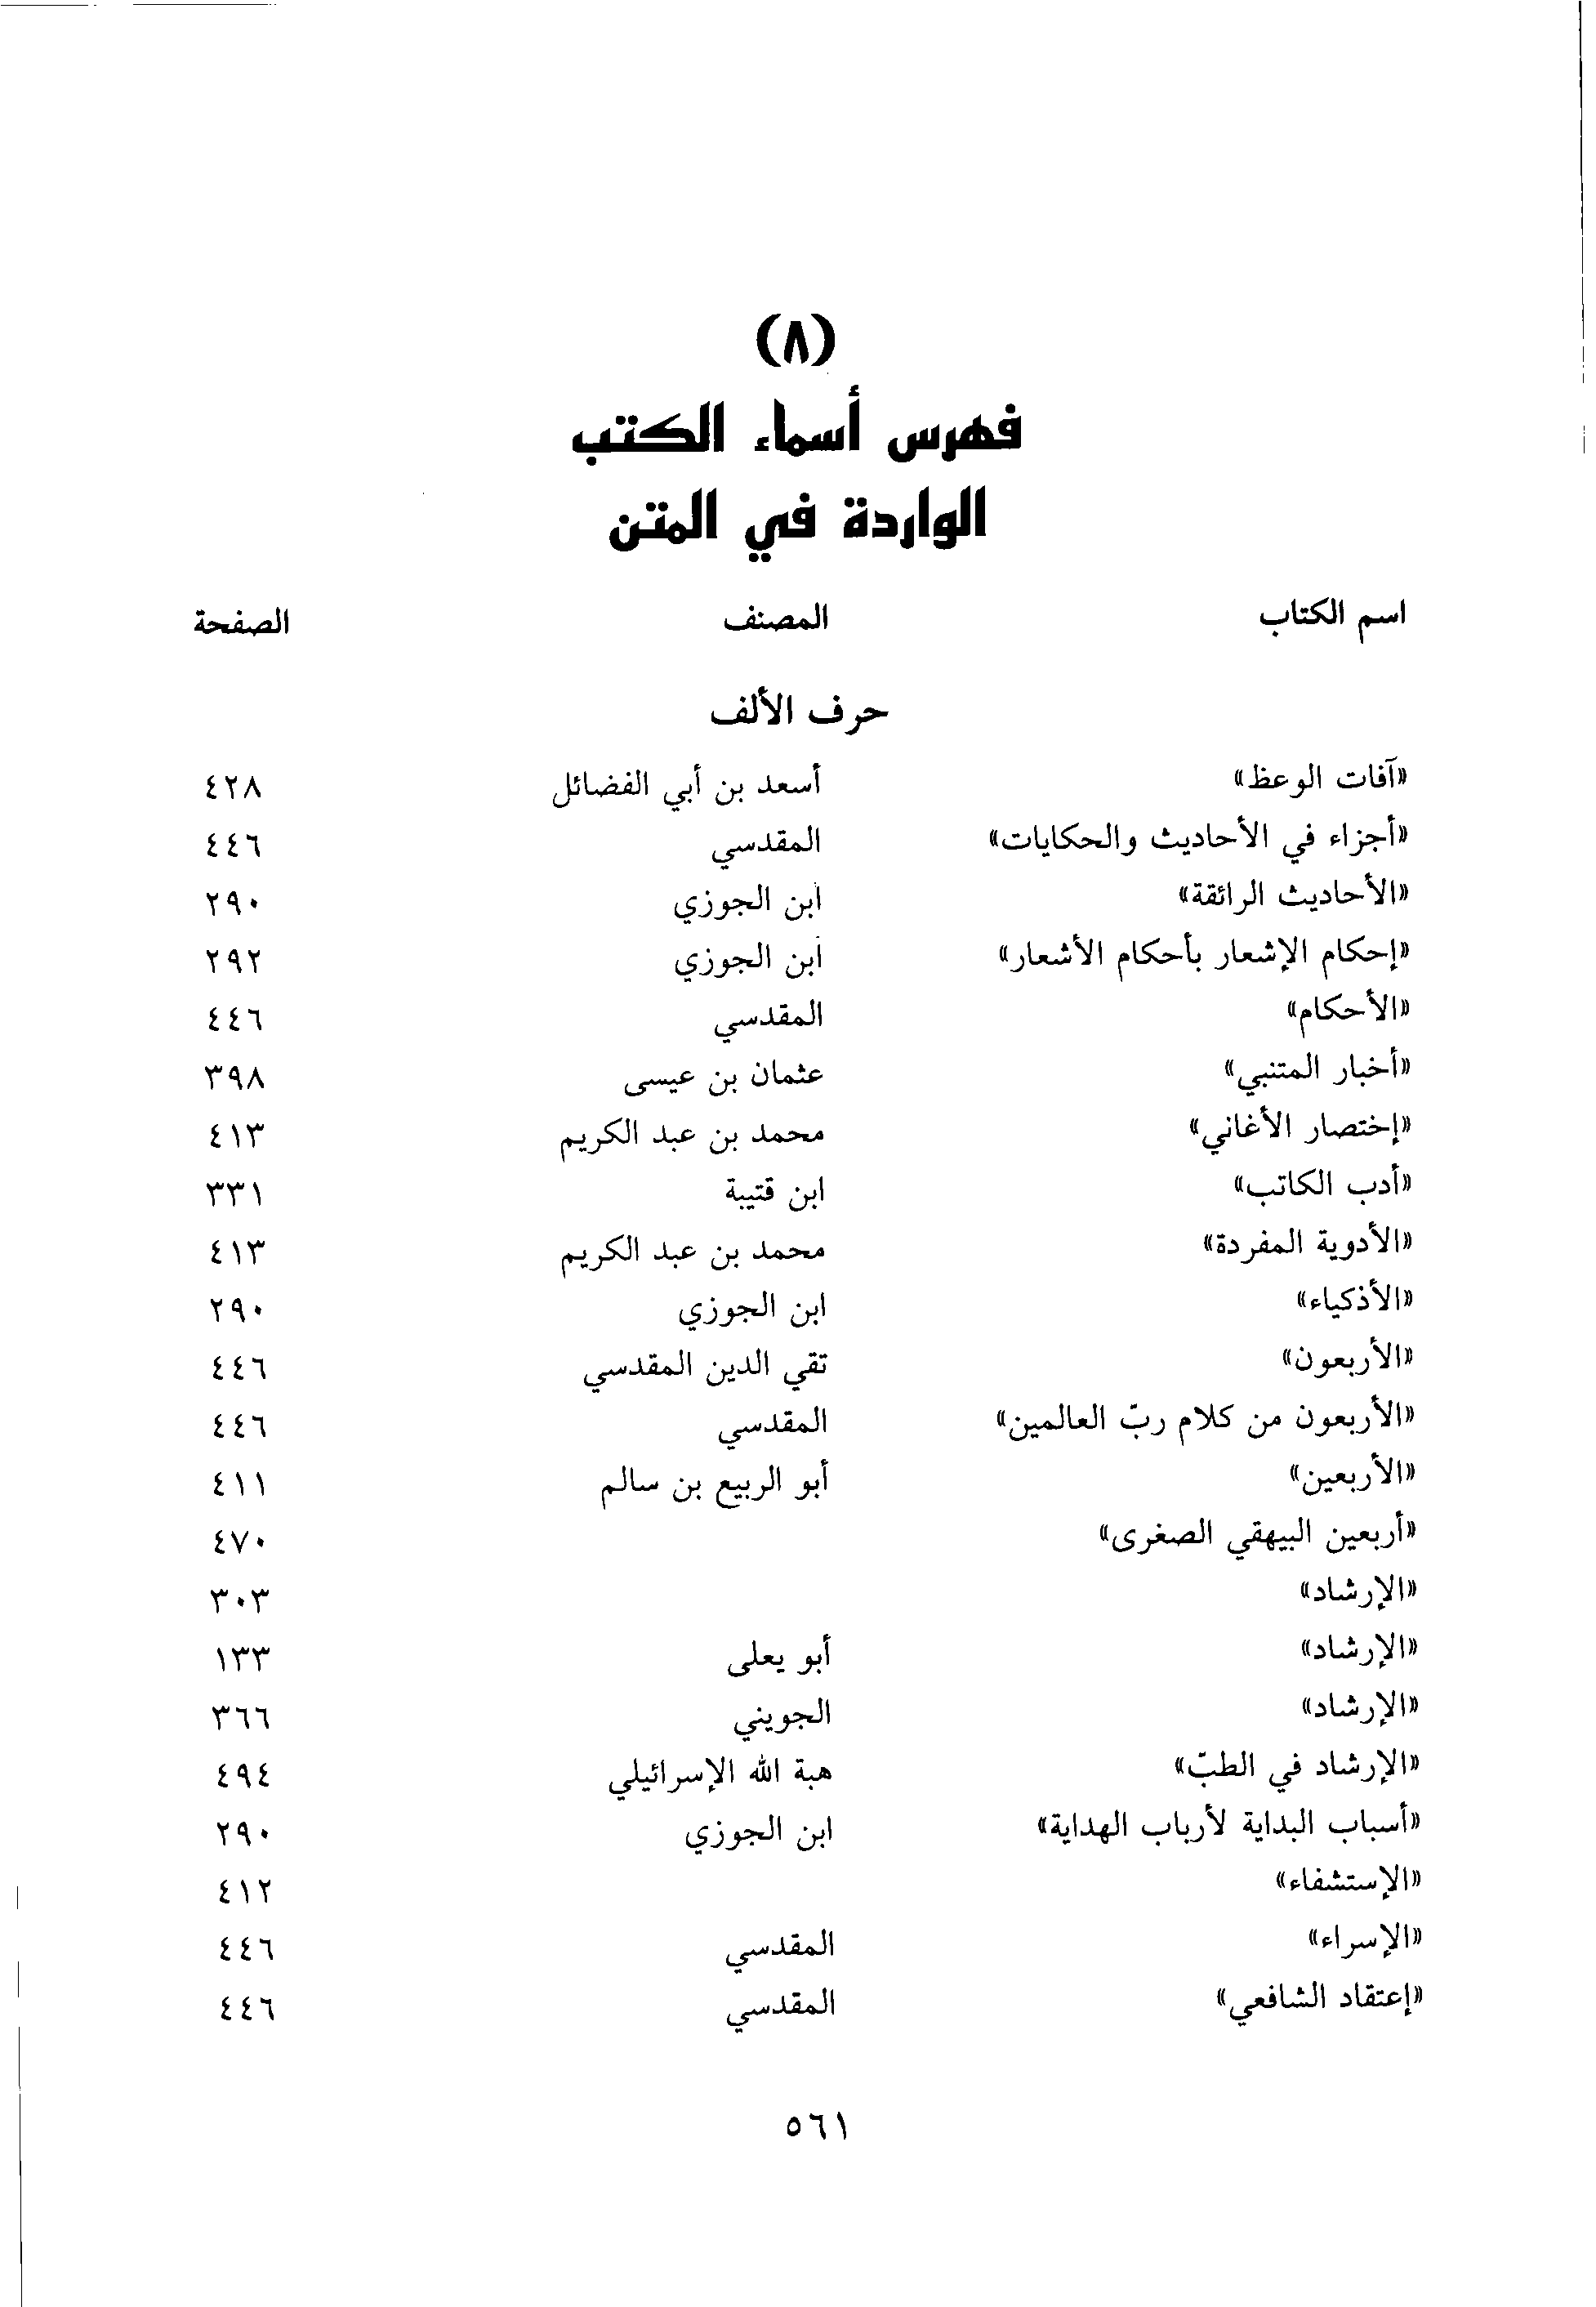 (٨)
فهرس أسماء الكتب
الواردة في المتن
اسم الكتاب المصنف الصفحة
حرف الألف
«آفات الوعظ» أسعد بن أبي الفضائل ٤٢٨
«أجزاء في الأحاديث والحكايات» المقدسي ٤٤٦
«الأحاديث الرائقة» ابن الجوزي ٢٩٠
«إحكام الإشعار بأحكام الأشعار» ابن الجوزي ٢٩٢
«الأحكام» المقدسي ٤٤٦
«أخبار المتنبي» عثمان بن عيسى ٣٩٨
«إختصار الأغاني» محمد بن عبد الكريم ٤١٣
«أدب الكاتب» ابن قتيبة ٣٣١
«الأدوية المفردة» محمد بن عبد الكريم ٤١٣
«الأذكياء» ابن الجوزي ٢٩٠
«الأربعون» تقي الدين المقدسي ٤٤٦
«الأربعون من كلام ربّ العالمين» المقدسي ٤٤٦
«الأربعين» أبو الربيع بن سالم ٤١١
«أربعين البيهقي الصغرى» ٤٧٠
«الإرشاد» ٣٠٣
«الإرشاد» أبو يعلى ١٣٣
«الإرشاد» الجويني ٣٦٦
«الإرشاد في الطبّ» هبة الله الإسرائيلي ٤٩٤
«أسباب البداية لأرباب الهداية» ابن الجوزي ٢٩٠
«الإستشفاء» ٤١٢
«الإسراء» المقدسي ٤٤٦
«إعتقاد الشافعي» المقدسي ٤٤٦
٥٦١